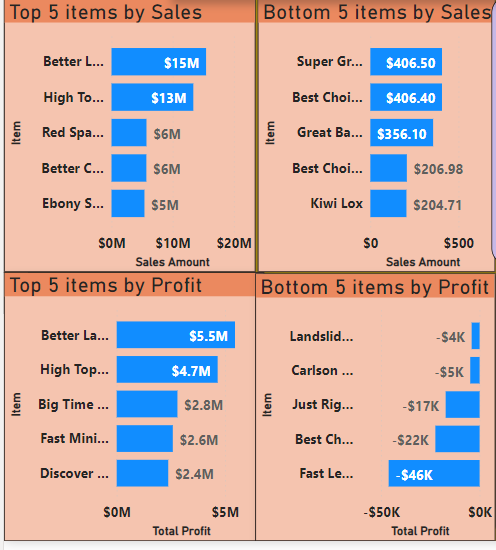 Top 5 items by Sales
Better L... $15M
High To... $13M
Red Spa... $6M
Better C... $6M
Ebony S... $5M
Item
$0M $10M $20M
Sales Amount
Bottom 5 items by Sales
Super Gr... $406.50
Best Choi... $406.40
Great Ba... $356.10
Best Choi... $206.98
Kiwi Lox $204.71
Item
$0 $500
Sales Amount
Top 5 items by Profit
Better La... $5.5M
High Top... $4.7M
Big Time ... $2.8M
Fast Mini... $2.6M
Discover ... $2.4M
Item
$0M $5M
Total Profit
Bottom 5 items by Profit
Landslid... -$4K
Carlson ... -$5K
Just Rig... -$17K
Best Ch... -$22K
Fast Le... -$46K
Item
-$50K $0K
Total Profit